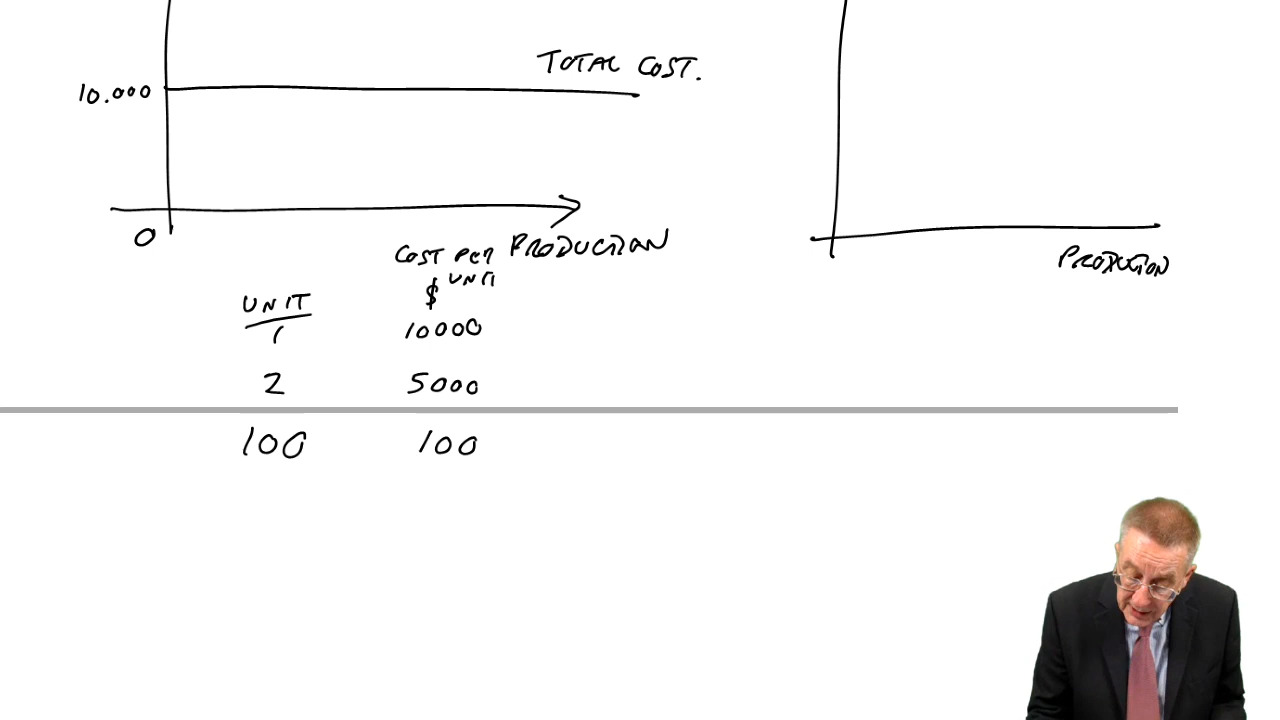 TOTAL COST.
10.000
0
PRODUCTION
PRODUCTION
COST PER
UNIT
$
UNIT
1 10000
2 5000
100 100